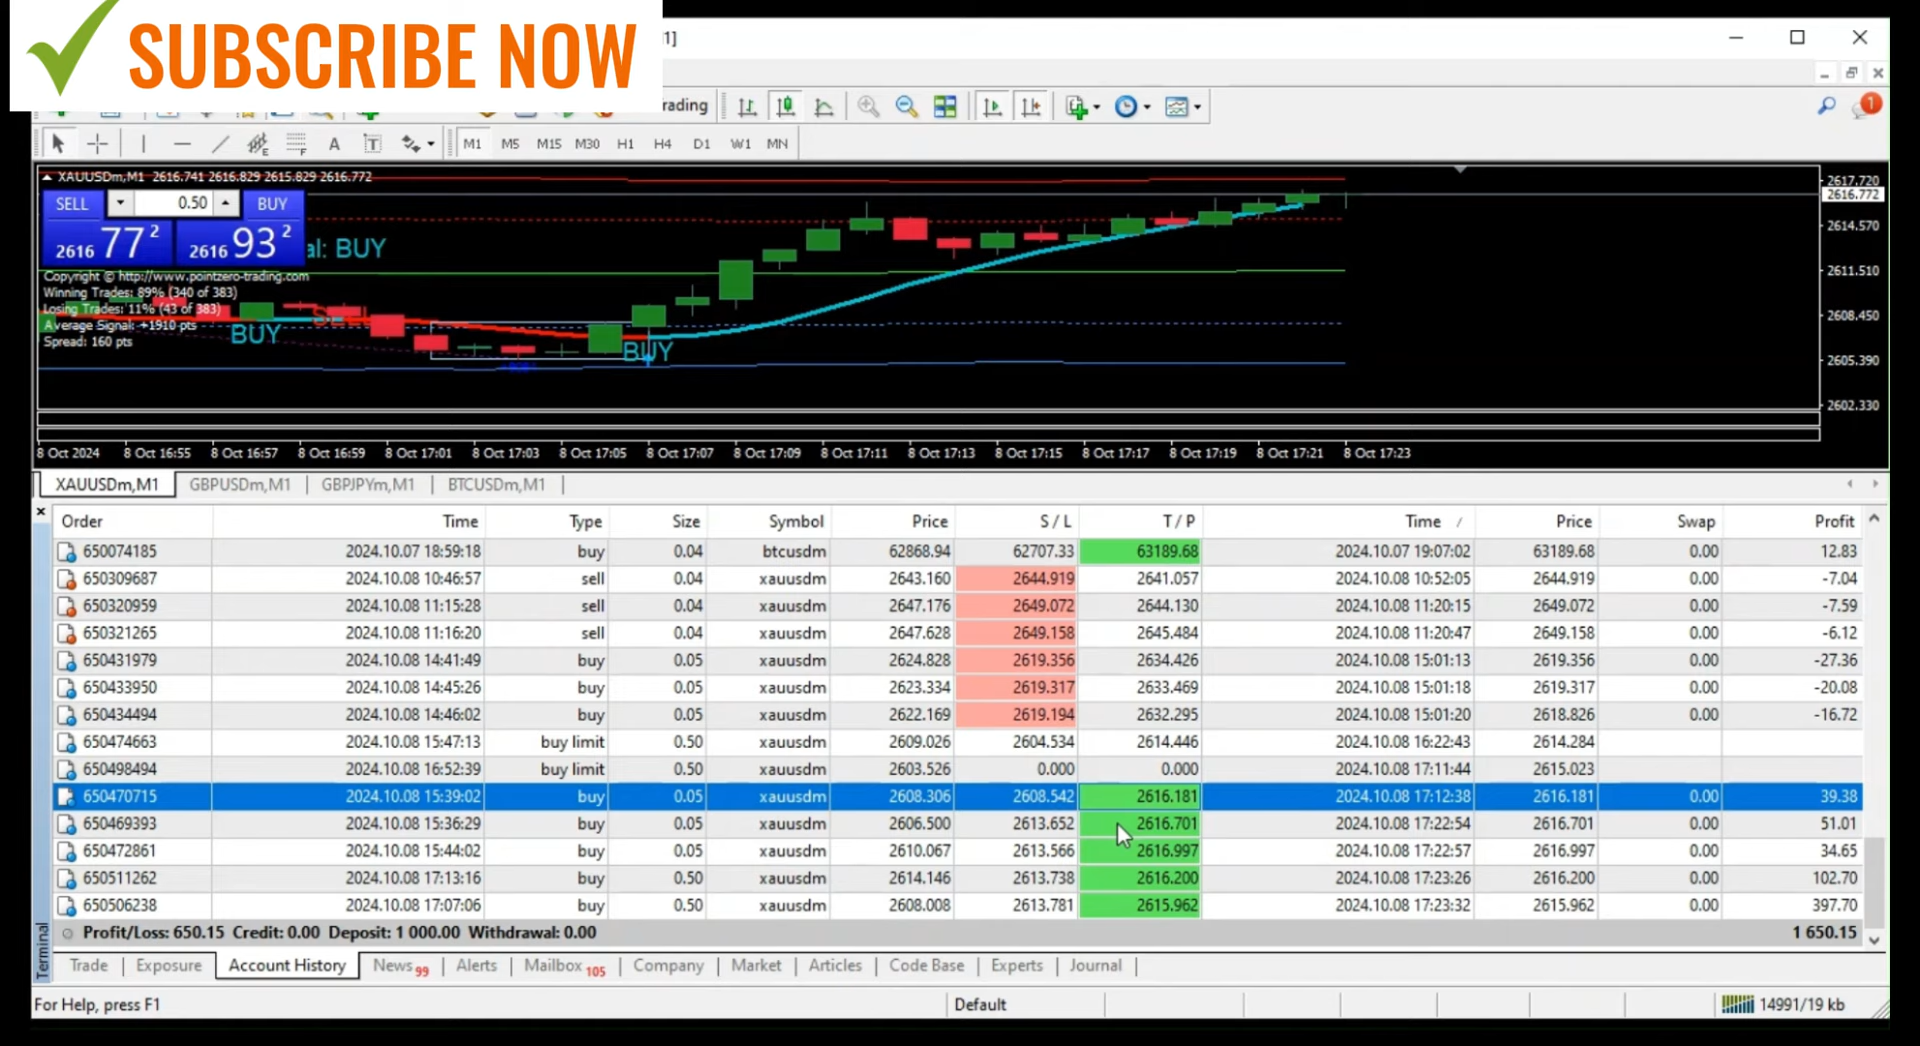 SUBSCRIBE NOW
1]
rading
1
A T M1 M5 M15 M30 H1 H4 D1 W1 MN
XAUUSDm,M1 2616.741 2616.829 2615.829 2616.772
SELL 0.50 BUY
2616 77 2 2616 93 2
al: BUY
Copyright © http://www.pointzero-trading.com
Winning Trades: 89% (340 of 383)
Losing Trades: 11% (43 of 383)
Average Signal: +1910 pts
Spread: 160 pts
BUY
BUY
2617.720
2616.772
2614.570
2611.510
2608.450
2605.390
2602.330
8 Oct 2024 8 Oct 16:55 8 Oct 16:57 8 Oct 16:59 8 Oct 17:01 8 Oct 17:03 8 Oct 17:05 8 Oct 17:07 8 Oct 17:09 8 Oct 17:11 8 Oct 17:13 8 Oct 17:15 8 Oct 17:17 8 Oct 17:19 8 Oct 17:21 8 Oct 17:23
XAUUSDm,M1 GBPUSDm,M1 GBPJPYm,M1 BTCUSDm,M1
Order Time Type Size Symbol Price S / L T / P Time / Price Swap Profit
650074185 2024.10.07 18:59:18 buy 0.04 btcusdm 62868.94 62707.33 63189.68 2024.10.07 19:07:02 63189.68 0.00 12.83
650309687 2024.10.08 10:46:57 sell 0.04 xauusdm 2643.160 2644.919 2641.057 2024.10.08 10:52:05 2644.919 0.00 -7.04
650320959 2024.10.08 11:15:28 sell 0.04 xauusdm 2647.176 2649.072 2644.130 2024.10.08 11:20:15 2649.072 0.00 -7.59
650321265 2024.10.08 11:16:20 sell 0.04 xauusdm 2647.628 2649.158 2645.484 2024.10.08 11:20:47 2649.158 0.00 -6.12
650431979 2024.10.08 14:41:49 buy 0.05 xauusdm 2624.828 2619.356 2634.426 2024.10.08 15:01:13 2619.356 0.00 -27.36
650433950 2024.10.08 14:45:26 buy 0.05 xauusdm 2623.334 2619.317 2633.469 2024.10.08 15:01:18 2619.317 0.00 -20.08
650434494 2024.10.08 14:46:02 buy 0.05 xauusdm 2622.169 2619.194 2632.295 2024.10.08 15:01:20 2618.826 0.00 -16.72
650474663 2024.10.08 15:47:13 buy limit 0.50 xauusdm 2609.026 2604.534 2614.446 2024.10.08 16:22:43 2614.284
650498494 2024.10.08 16:52:39 buy limit 0.50 xauusdm 2603.526 0.000 0.000 2024.10.08 17:11:44 2615.023
650470715 2024.10.08 15:39:02 buy 0.05 xauusdm 2608.306 2608.542 2616.181 2024.10.08 17:12:38 2616.181 0.00 39.38
650469393 2024.10.08 15:36:29 buy 0.05 xauusdm 2606.500 2613.652 2616.701 2024.10.08 17:22:54 2616.701 0.00 51.01
650472861 2024.10.08 15:44:02 buy 0.05 xauusdm 2610.067 2613.566 2616.997 2024.10.08 17:22:57 2616.997 0.00 34.65
650511262 2024.10.08 17:13:16 buy 0.50 xauusdm 2614.146 2613.738 2616.200 2024.10.08 17:23:26 2616.200 0.00 102.70
650506238 2024.10.08 17:07:06 buy 0.50 xauusdm 2608.008 2613.781 2615.962 2024.10.08 17:23:32 2615.962 0.00 397.70
Profit/Loss: 650.15 Credit: 0.00 Deposit: 1 000.00 Withdrawal: 0.00 1 650.15
Terminal
Trade Exposure Account History News 99 Alerts Mailbox 105 Company Market Articles Code Base Experts Journal
For Help, press F1 Default 14991/19 kb